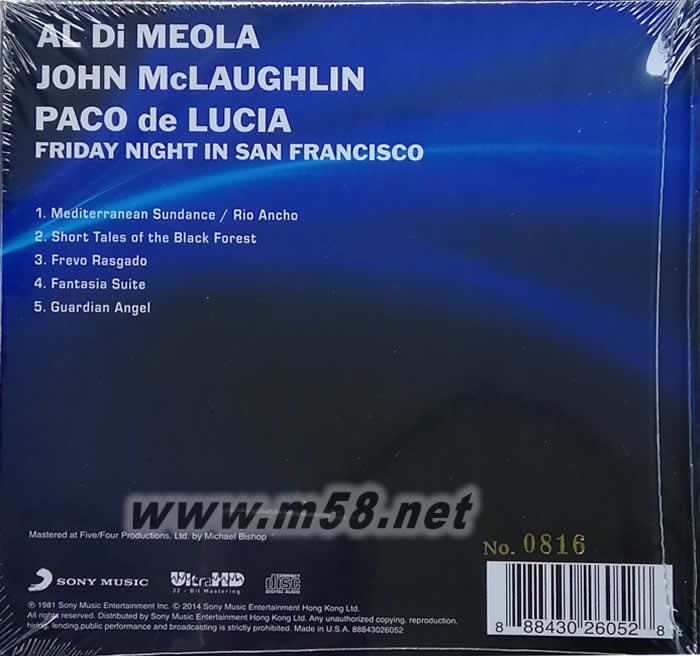 AL Di MEOLA
JOHN McLAUGHLIN
PACO de LUCIA
FRIDAY NIGHT IN SAN FRANCISCO
1. Mediterranean Sundance / Rio Ancho
2. Short Tales of the Black Forest
3. Frevo Rasgado
4. Fantasia Suite
5. Guardian Angel
www.m58.net
Mastered at Five/Four Productions, Ltd. by Michael Bishop
No. 0816
SONY MUSIC
UltraHD
32 - Bit Mastering
COMPACT
disc
DIGITAL AUDIO
℗ 1981 Sony Music Entertainment Inc. © 2014 Sony Music Entertainment Hong Kong Ltd.
All rights reserved. Distributed by Sony Music Entertainment Hong Kong Ltd. Any unauthorized copying, reproduction,
hiring, lending, public performance and broadcasting is strictly prohibited. Made in U.S.A. 88843026052
8 88430 26052 8